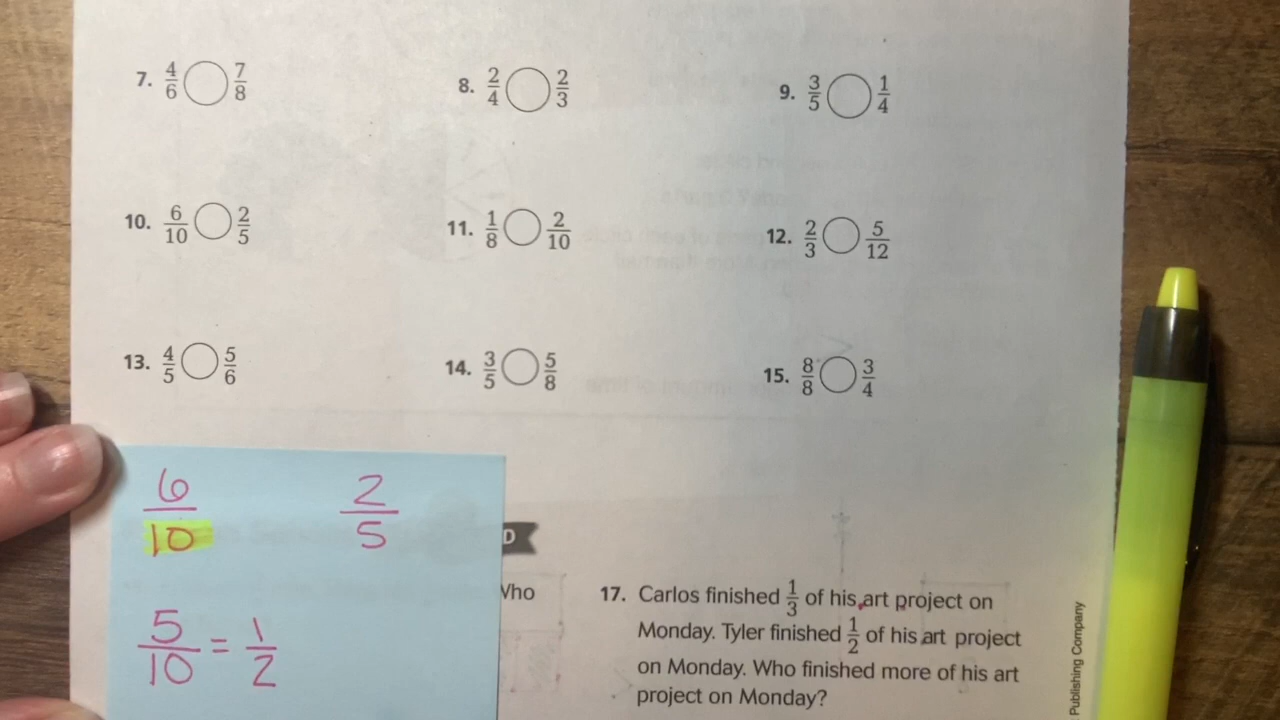 7. 4/6 ○ 7/8
8. 2/4 ○ 2/3
9. 3/5 ○ 1/4
10. 6/10 ○ 2/5
11. 1/8 ○ 2/10
12. 2/3 ○ 5/12
13. 4/5 ○ 5/6
14. 3/5 ○ 5/8
15. 8/8 ○ 3/4
6/10 2/5
5/10 = 1/2
D
Who
17. Carlos finished 1/3 of his art project on
Monday. Tyler finished 1/2 of his art project
on Monday. Who finished more of his art
project on Monday?
Publishing Company